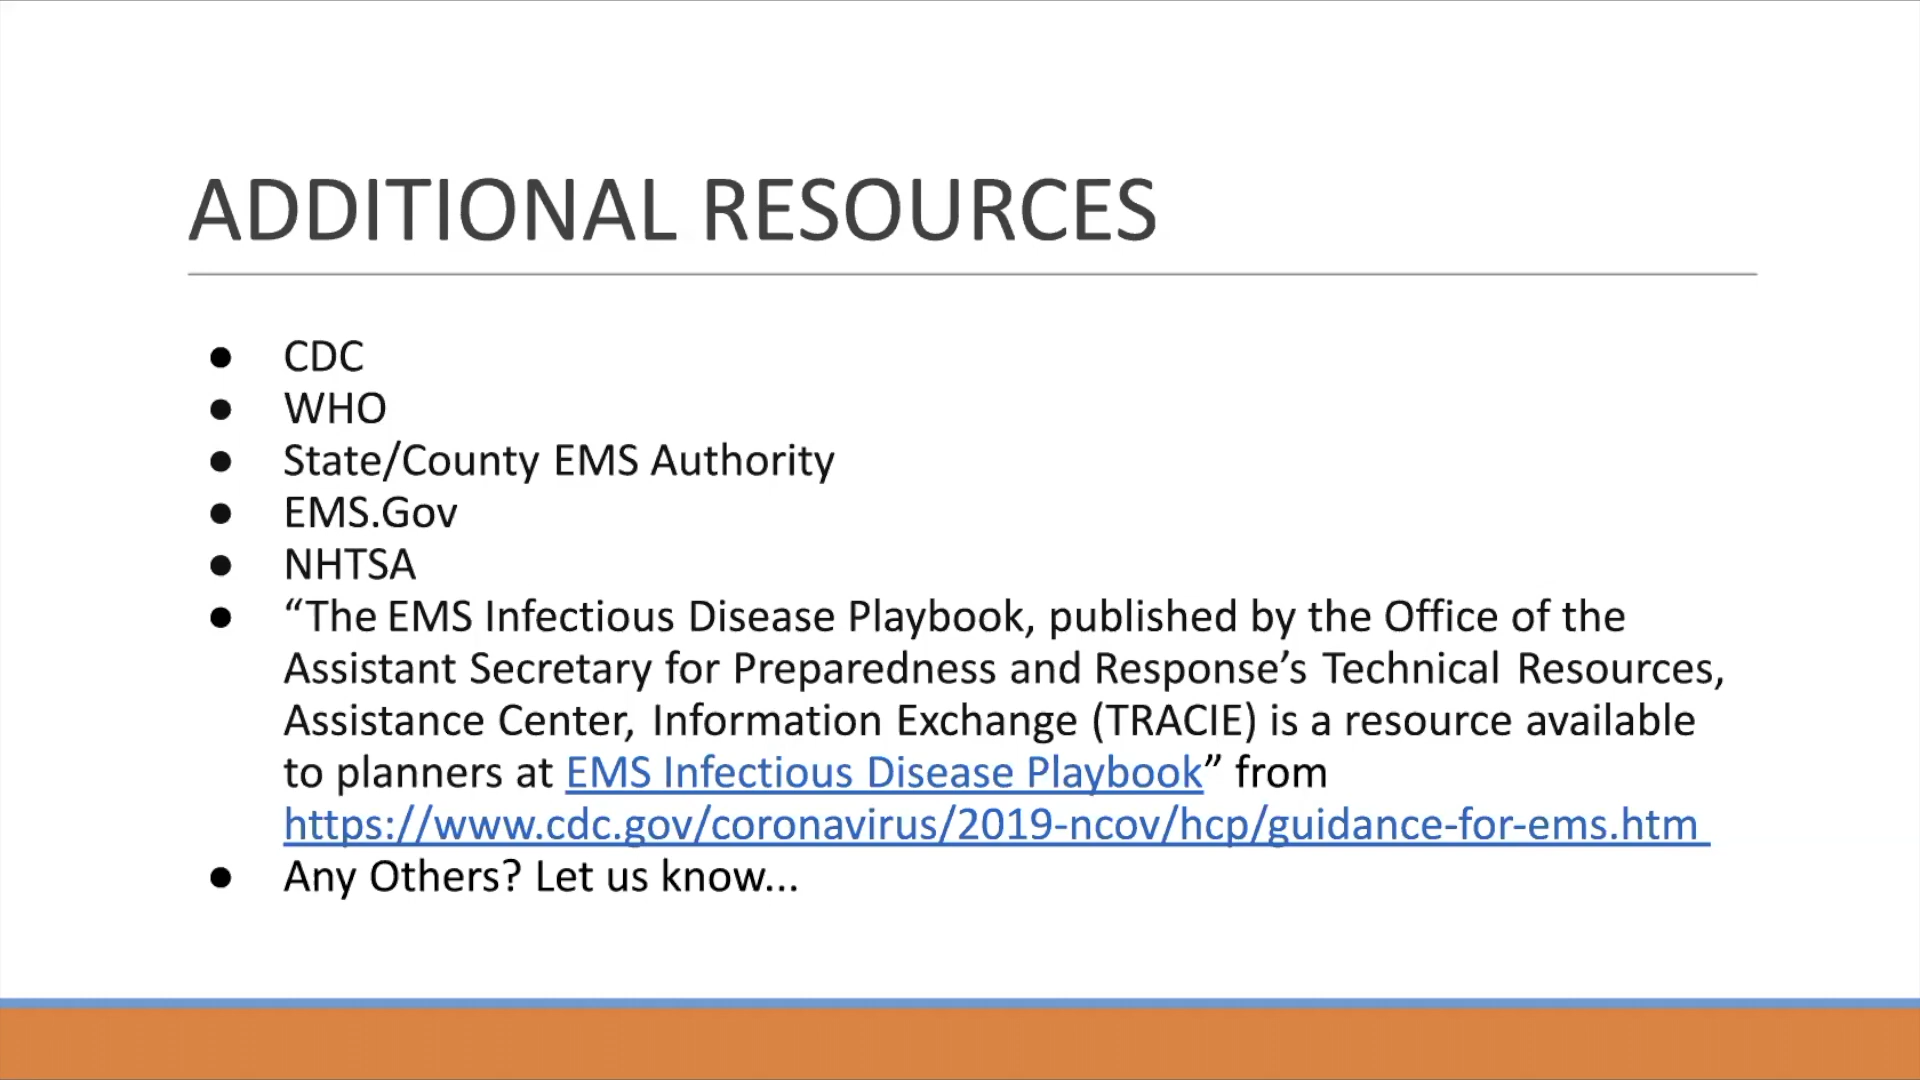 ADDITIONAL RESOURCES
● CDC
● WHO
● State/County EMS Authority
● EMS.Gov
● NHTSA
● “The EMS Infectious Disease Playbook, published by the Office of the
Assistant Secretary for Preparedness and Response’s Technical Resources,
Assistance Center, Information Exchange (TRACIE) is a resource available
to planners at EMS Infectious Disease Playbook” from
https://www.cdc.gov/coronavirus/2019-ncov/hcp/guidance-for-ems.htm
● Any Others? Let us know...